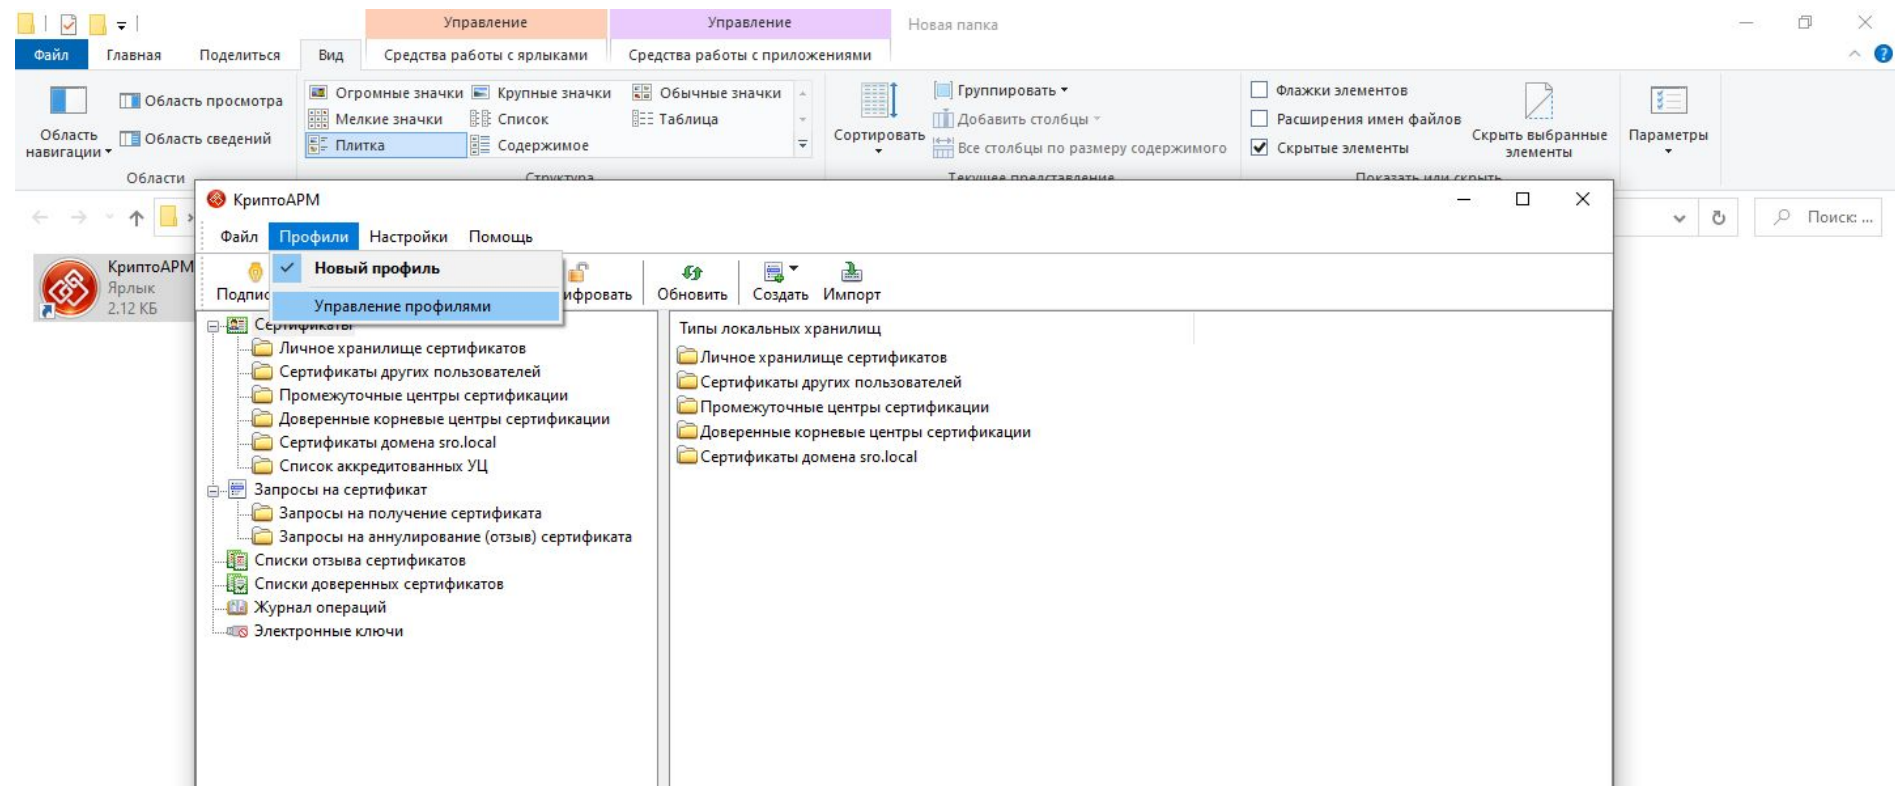 Управление
Управление
Новая папка
Файл
Главная
Поделиться
Вид
Средства работы с ярлыками
Средства работы с приложениями
Область навигации
Область просмотра
Область сведений
Области
Огромные значки
Крупные значки
Обычные значки
Мелкие значки
Список
Таблица
Плитка
Содержимое
Структура
Сортировать
Группировать
Добавить столбцы
Все столбцы по размеру содержимого
Текущее представление
Флажки элементов
Расширения имен файлов
Скрытые элементы
Скрыть выбранные
элементы
Показать или скрыть
Параметры
Поиск: ...
КриптоАРМ
Ярлык
2.12 КБ
КриптоАРМ
Файл
Профили
Настройки
Помощь
Новый профиль
Управление профилями
Обновить
Создать
Импорт
Сертификаты
Личное хранилище сертификатов
Сертификаты других пользователей
Промежуточные центры сертификации
Доверенные корневые центры сертификации
Сертификаты домена sro.local
Список аккредитованных УЦ
Запросы на сертификат
Запросы на получение сертификата
Запросы на аннулирование (отзыв) сертификата
Списки отзыва сертификатов
Списки доверенных сертификатов
Журнал операций
Электронные ключи
Типы локальных хранилищ
Личное хранилище сертификатов
Сертификаты других пользователей
Промежуточные центры сертификации
Доверенные корневые центры сертификации
Сертификаты домена sro.local